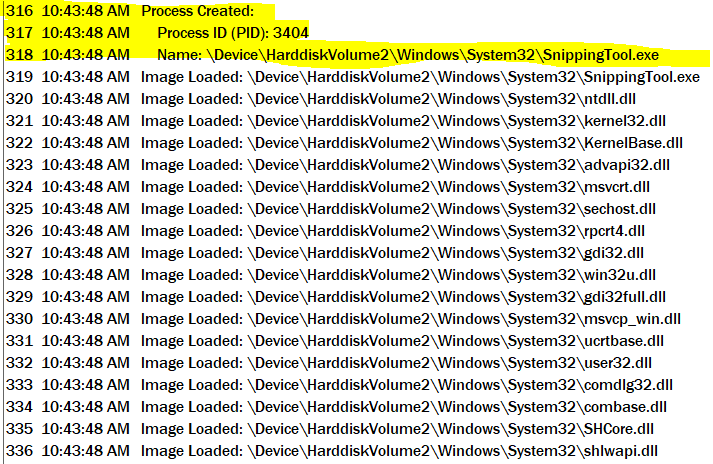 316 10:43:48 AM Process Created:
317 10:43:48 AM Process ID (PID): 3404
318 10:43:48 AM Name: \Device\HarddiskVolume2\Windows\System32\SnippingTool.exe
319 10:43:48 AM Image Loaded: \Device\HarddiskVolume2\Windows\System32\SnippingTool.exe
320 10:43:48 AM Image Loaded: \Device\HarddiskVolume2\Windows\System32\ntdll.dll
321 10:43:48 AM Image Loaded: \Device\HarddiskVolume2\Windows\System32\kernel32.dll
322 10:43:48 AM Image Loaded: \Device\HarddiskVolume2\Windows\System32\KernelBase.dll
323 10:43:48 AM Image Loaded: \Device\HarddiskVolume2\Windows\System32\advapi32.dll
324 10:43:48 AM Image Loaded: \Device\HarddiskVolume2\Windows\System32\msvcrt.dll
325 10:43:48 AM Image Loaded: \Device\HarddiskVolume2\Windows\System32\sechost.dll
326 10:43:48 AM Image Loaded: \Device\HarddiskVolume2\Windows\System32\rpcrt4.dll
327 10:43:48 AM Image Loaded: \Device\HarddiskVolume2\Windows\System32\gdi32.dll
328 10:43:48 AM Image Loaded: \Device\HarddiskVolume2\Windows\System32\win32u.dll
329 10:43:48 AM Image Loaded: \Device\HarddiskVolume2\Windows\System32\gdi32full.dll
330 10:43:48 AM Image Loaded: \Device\HarddiskVolume2\Windows\System32\msvcp_win.dll
331 10:43:48 AM Image Loaded: \Device\HarddiskVolume2\Windows\System32\ucrtbase.dll
332 10:43:48 AM Image Loaded: \Device\HarddiskVolume2\Windows\System32\user32.dll
333 10:43:48 AM Image Loaded: \Device\HarddiskVolume2\Windows\System32\comdlg32.dll
334 10:43:48 AM Image Loaded: \Device\HarddiskVolume2\Windows\System32\combase.dll
335 10:43:48 AM Image Loaded: \Device\HarddiskVolume2\Windows\System32\SHCore.dll
336 10:43:48 AM Image Loaded: \Device\HarddiskVolume2\Windows\System32\shlwapi.dll